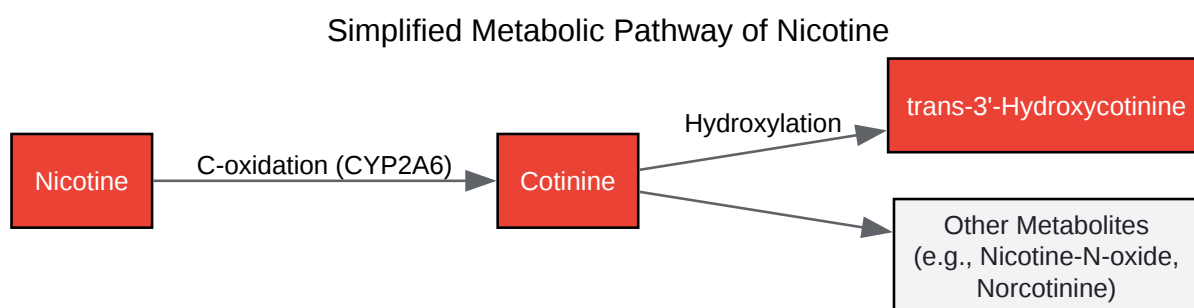 Simplified Metabolic Pathway of Nicotine
trans-3'-Hydroxycotinine
Hydroxylation
C-oxidation (CYP2A6)
Nicotine
Cotinine
Other Metabolites
(e.g., Nicotine-N-oxide,
Norcotinine)